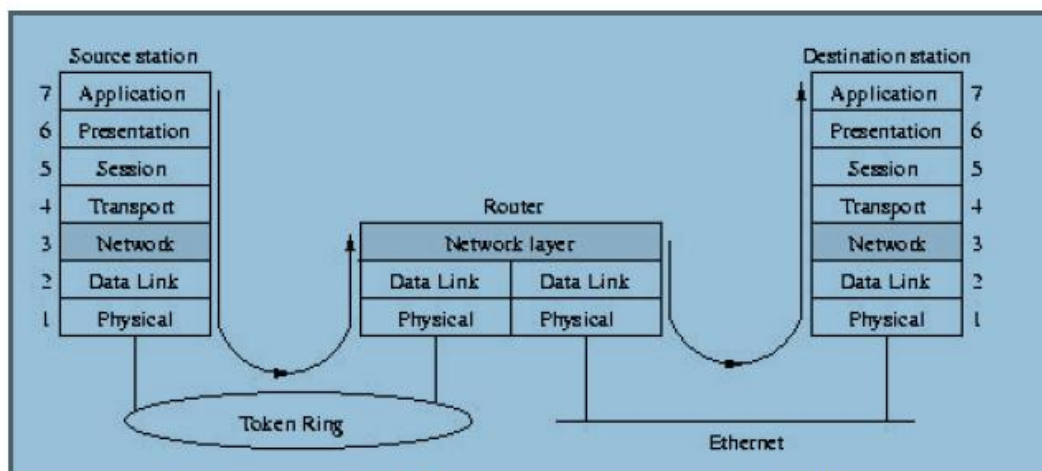 Source station
7 Application
6 Presentation
5 Session
4 Transport
3 Network
2 Data Link
1 Physical
Router
Network layer
Data Link Data Link
Physical Physical
Destination station
Application 7
Presentation 6
Session 5
Transport 4
Network 3
Data Link 2
Physical 1
Token Ring
Ethernet